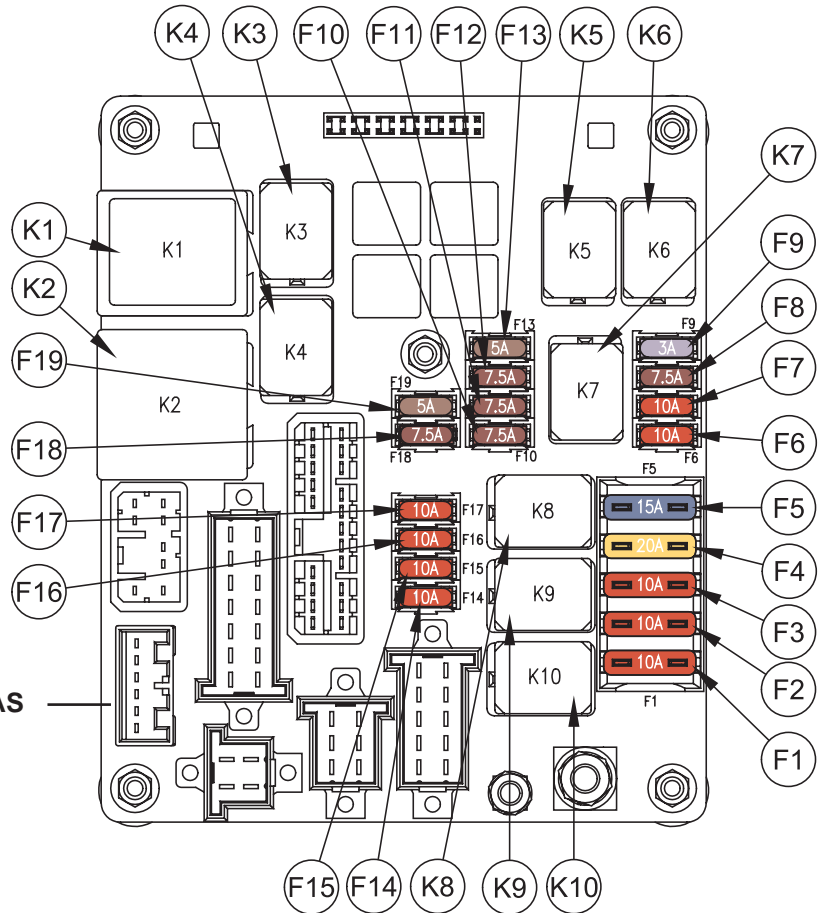 K4 K3 F10 F11 F12 F13 K5 K6
K7
K1
K3
K1
K5 K6
F9
K2
F8
F13 F9
5A 3A
F19
K4
K7
F7
7.5A 7.5A
F19
K2
5A 7.5A 10A
F18
7.5A 7.5A 10A
F6
F18 F10 F6
F5
F17
10A F17
K8
15A
F5
10A F16
20A
F4
F16
10A F15
K9
10A
F3
10A F14
10A
F2
K10
10A
F1
AS
F1
F15 F14 K8 K9 K10